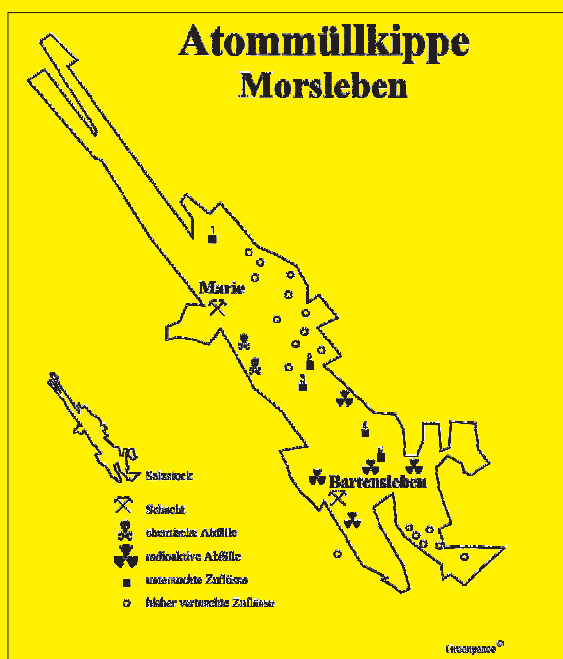 Atommüllkippe
Morsleben
Marie
Bartensleben
Salzstock
Schacht
chemische Abfälle
radioaktive Abfälle
untersuchte Zuflüsse
bisher vertuschte Zuflüsse
Greenpeace©